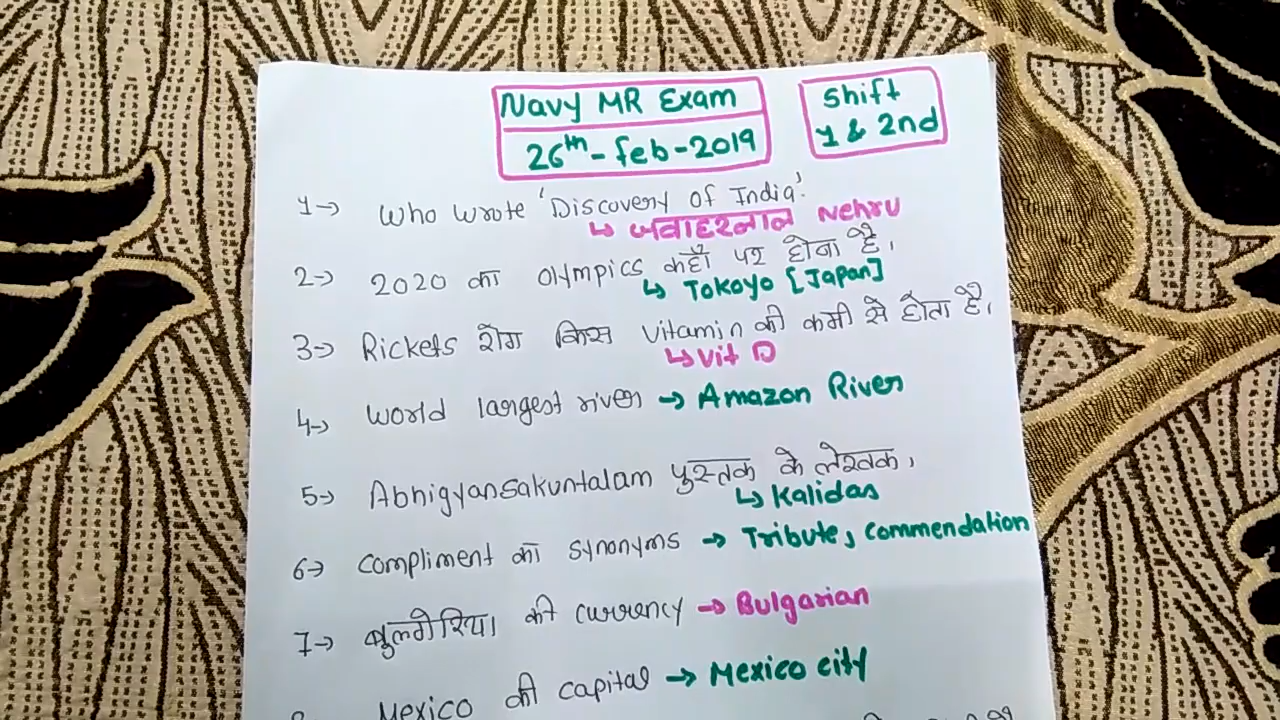 Navy MR Exam
26th-feb-2019
Shift
1 & 2nd
1→ Who wrote 'Discovery of India'.
↳ जवाहरलाल Nehru
2→ 2020 का Olympics कहाँ पर होना है।
↳ Tokoyo [Japan]
3→ Rickets रोग किस Vitamin की कमी से होता है।
↳ Vit D
4→ World largest river → Amazon River
5→ Abhigyansakuntalam पुस्तक के लेखक।
↳ Kalidas
6→ Compliment का synonyms → Tribute, commendation
7→ बुल्गेरिया की currency → Bulgarian
Mexico की capital → Mexico city